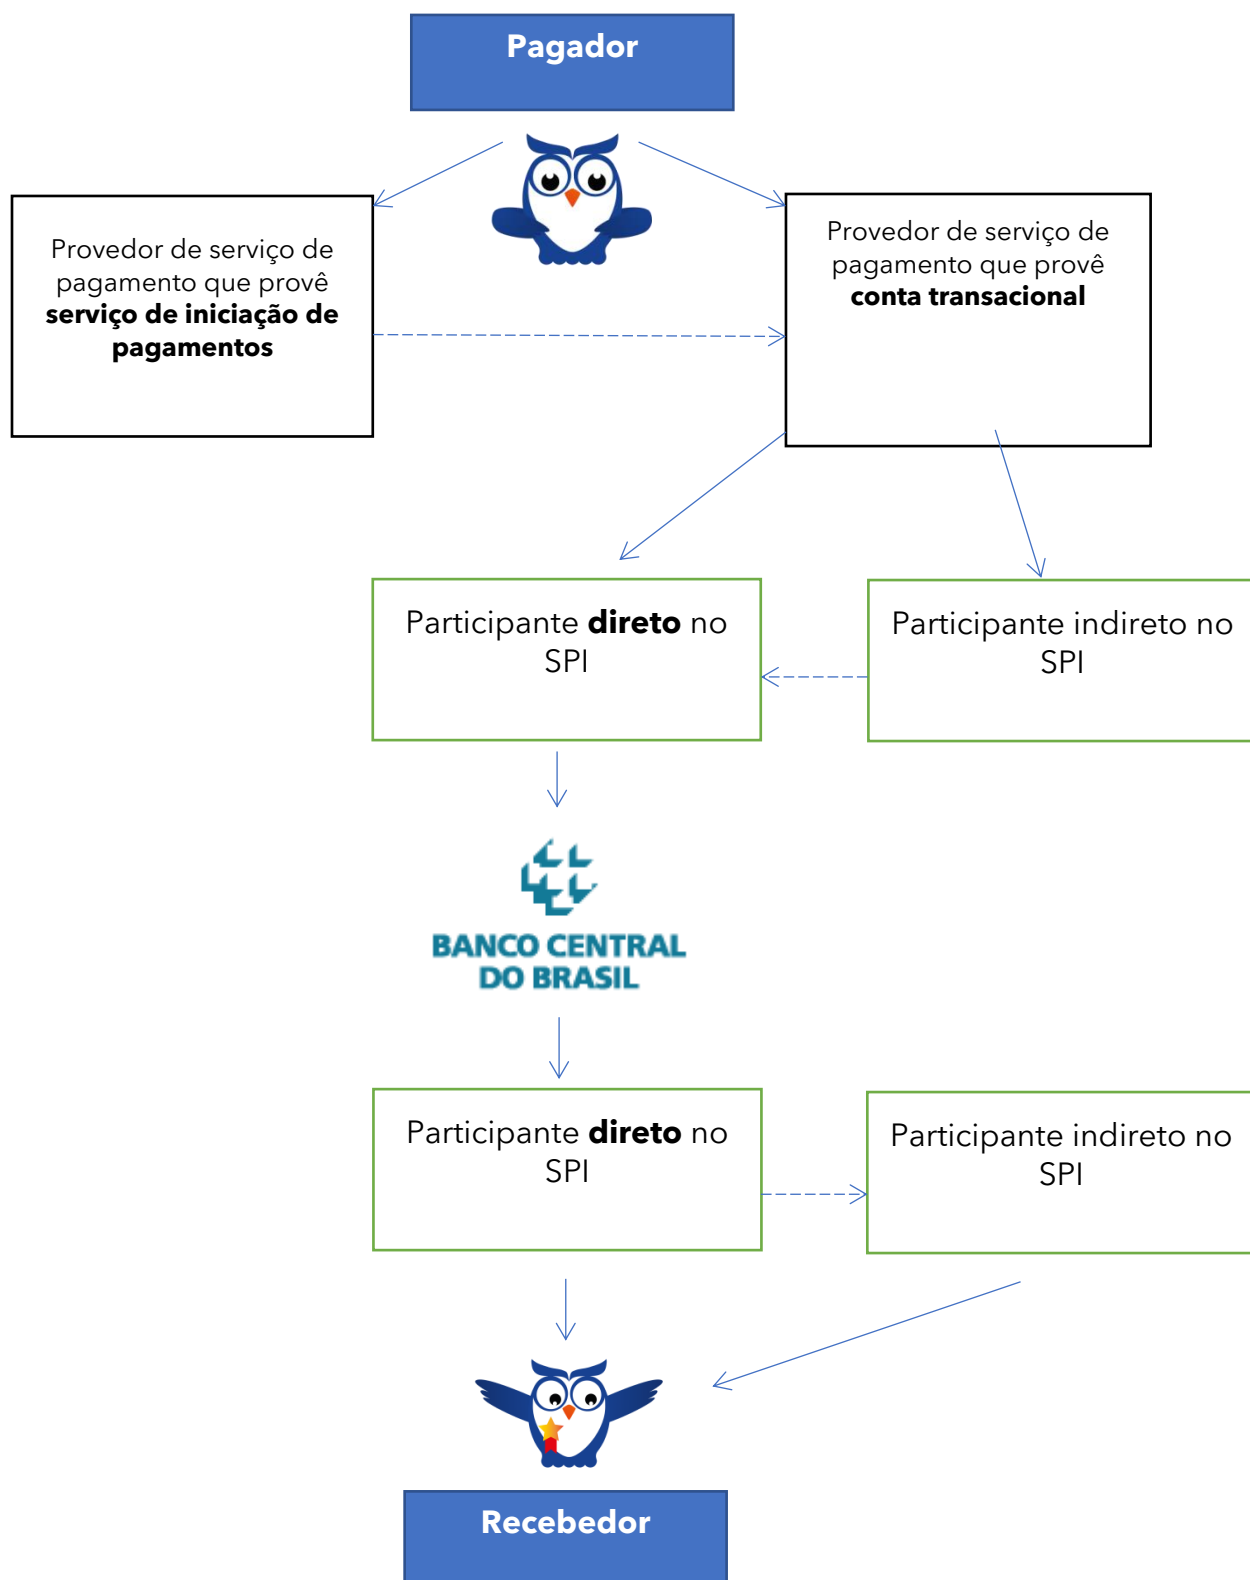 Pagador
Provedor de serviço de
pagamento que provê
serviço de iniciação de
pagamentos
Provedor de serviço de
pagamento que provê
conta transacional
Participante direto no
SPI
Participante indireto no
SPI
BANCO CENTRAL
DO BRASIL
Participante direto no
SPI
Participante indireto no
SPI
Recebedor